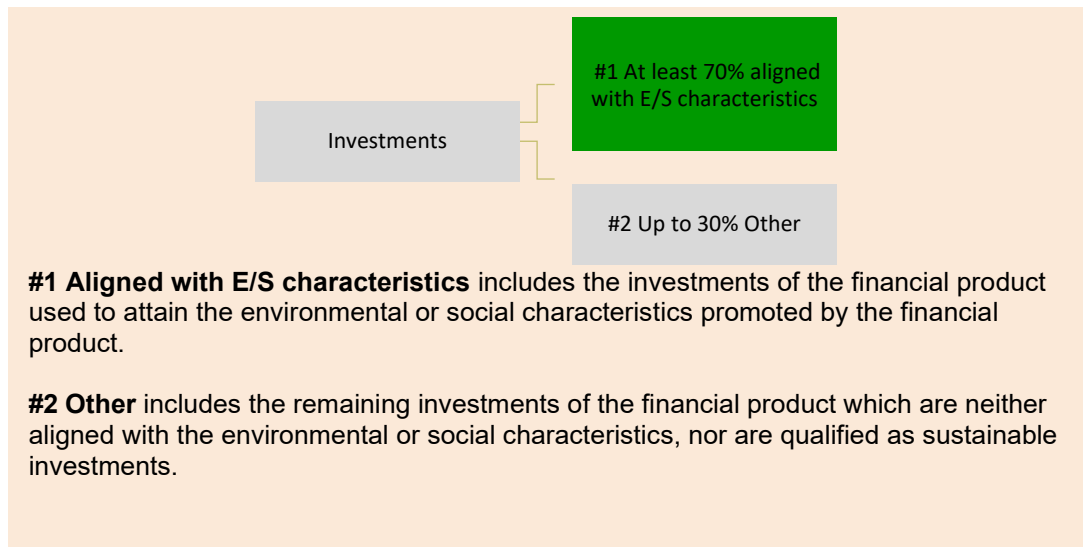 #1 At least 70% aligned
with E/S characteristics
Investments
#2 Up to 30% Other
#1 Aligned with E/S characteristics includes the investments of the financial product
used to attain the environmental or social characteristics promoted by the financial
product.
#2 Other includes the remaining investments of the financial product which are neither
aligned with the environmental or social characteristics, nor are qualified as sustainable
investments.